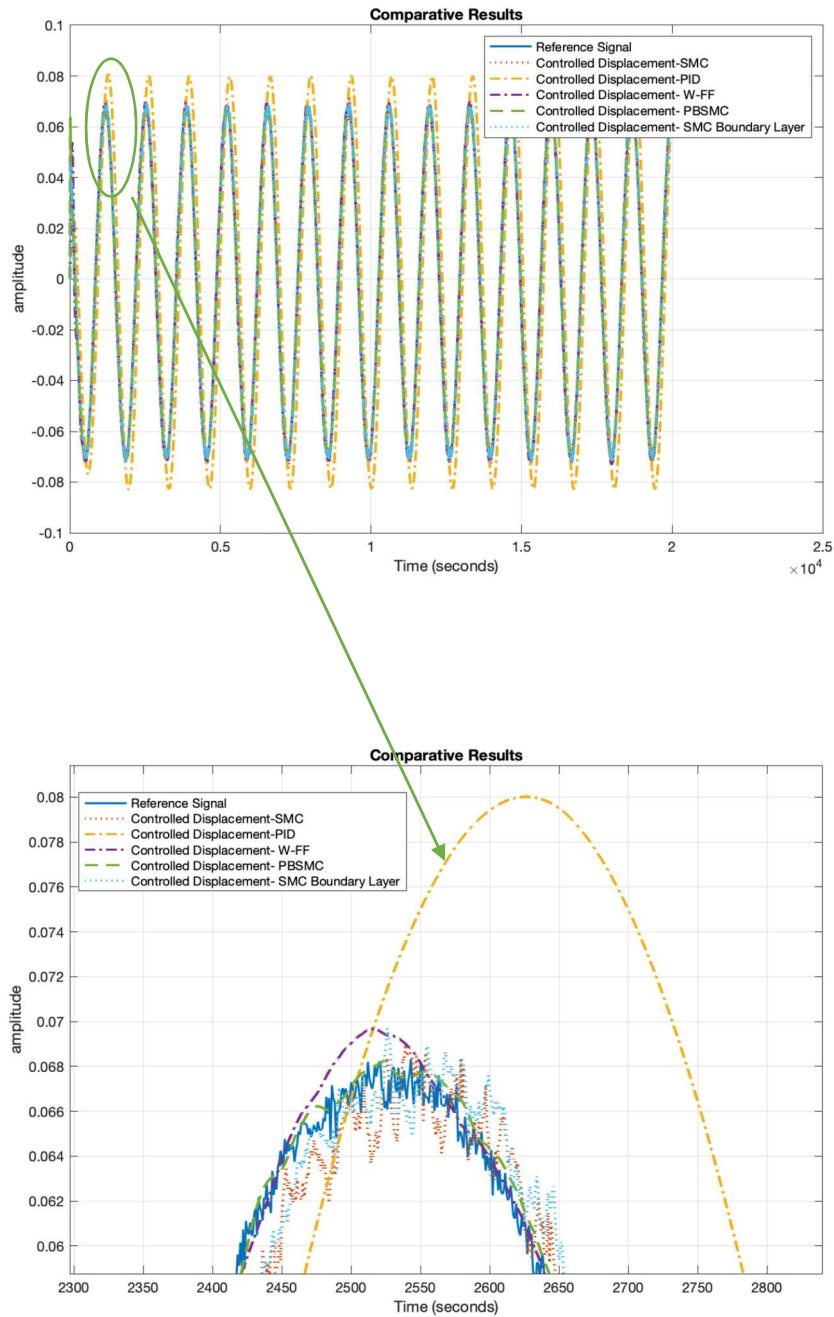 Comparative Results
0.1
0.08
0.06
0.04
0.02
0
-0.02
-0.04
-0.06
-0.08
-0.1
amplitude
Reference Signal
Controlled Displacement-SMC
Controlled Displacement-PID
Controlled Displacement- W-FF
Controlled Displacement- PBSMC
Controlled Displacement- SMC Boundary Layer
0 0.5 1 1.5 2 2.5
Time (seconds)
×10⁴
Comparative Results
0.08
0.078
0.076
0.074
0.072
0.07
0.068
0.066
0.064
0.062
0.06
amplitude
Reference Signal
Controlled Displacement-SMC
Controlled Displacement-PID
Controlled Displacement- W-FF
Controlled Displacement- PBSMC
Controlled Displacement- SMC Boundary Layer
2300 2350 2400 2450 2500 2550 2600 2650 2700 2750 2800
Time (seconds)